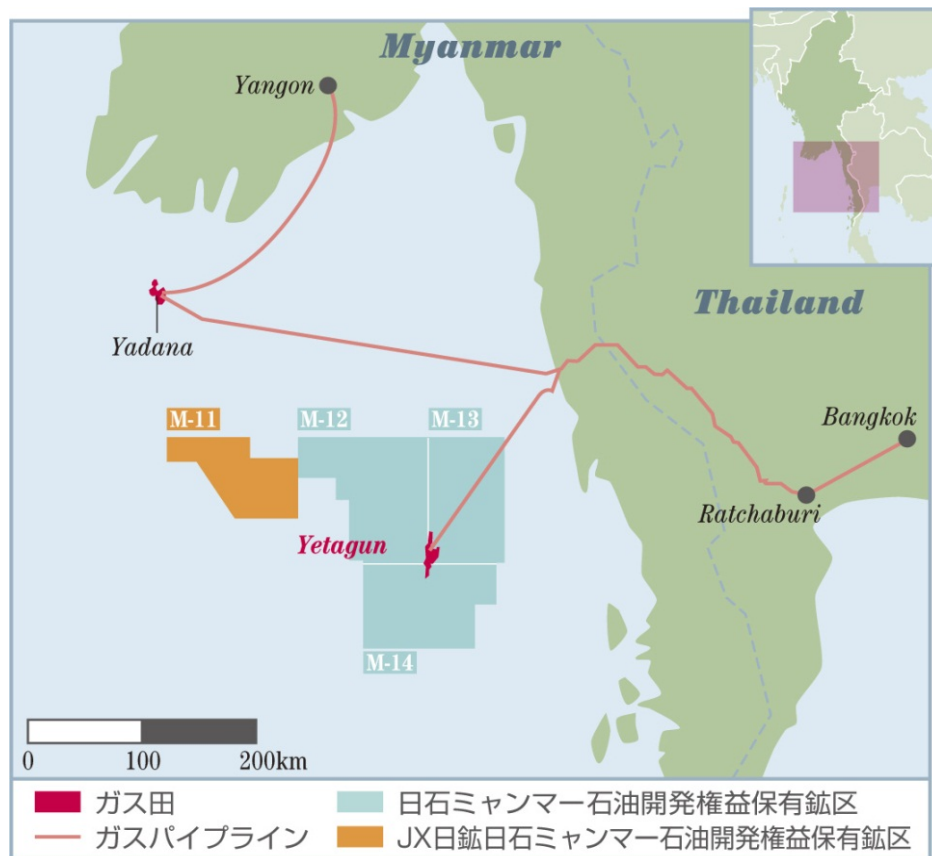 Myanmar
Yangon
Thailand
Yadana
M-11
M-12
M-13
Bangkok
Ratchaburi
Yetagun
M-14
0 100 200km
ガス田
日石ミャンマー石油開発権益保有鉱区
ガスパイプライン
JX日鉱日石ミャンマー石油開発権益保有鉱区